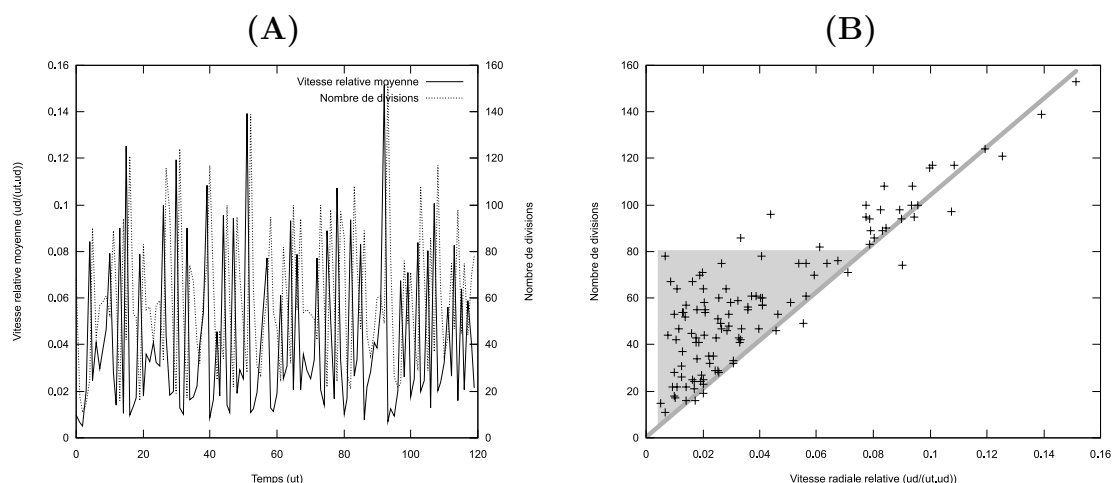 (A)
Vitesse relative moyenne
Nombre de divisions
Vitesse relative moyenne (ud/(ut.ud))
0.16
0.14
0.12
0.1
0.08
0.06
0.04
0.02
0
160
140
120
100
80
60
40
20
0
Nombre de divisions
0 20 40 60 80 100 120
Temps (ut)
(B)
Nombre de divisions
160
140
120
100
80
60
40
20
0
0 0.02 0.04 0.06 0.08 0.1 0.12 0.14 0.16
Vitesse radiale relative (ud/(ut.ud))